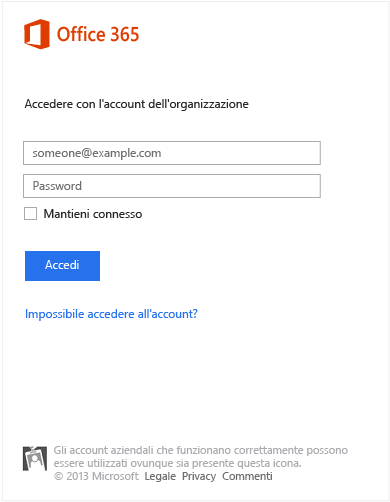 Office 365
Accedere con l'account dell'organizzazione
someone@example.com
Password
Mantieni connesso
Accedi
Impossibile accedere all'account?
Gli account aziendali che funzionano correttamente possono
essere utilizzati ovunque sia presente questa icona.
© 2013 Microsoft Legale Privacy Commenti